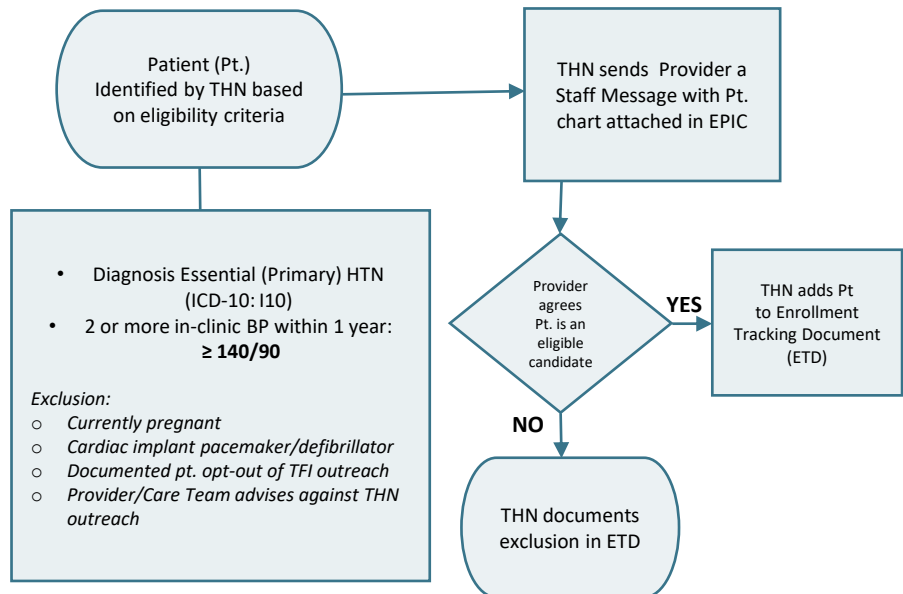 Patient (Pt.)
Identified by THN based
on eligibility criteria
THN sends Provider a
Staff Message with Pt.
chart attached in EPIC
• Diagnosis Essential (Primary) HTN
(ICD-10: I10)
• 2 or more in-clinic BP within 1 year:
≥ 140/90
Exclusion:
o Currently pregnant
o Cardiac implant pacemaker/defibrillator
o Documented pt. opt-out of TFI outreach
o Provider/Care Team advises against THN
outreach
Provider
agrees
Pt. is an
eligible
candidate
YES
THN adds Pt
to Enrollment
Tracking Document
(ETD)
NO
THN documents
exclusion in ETD